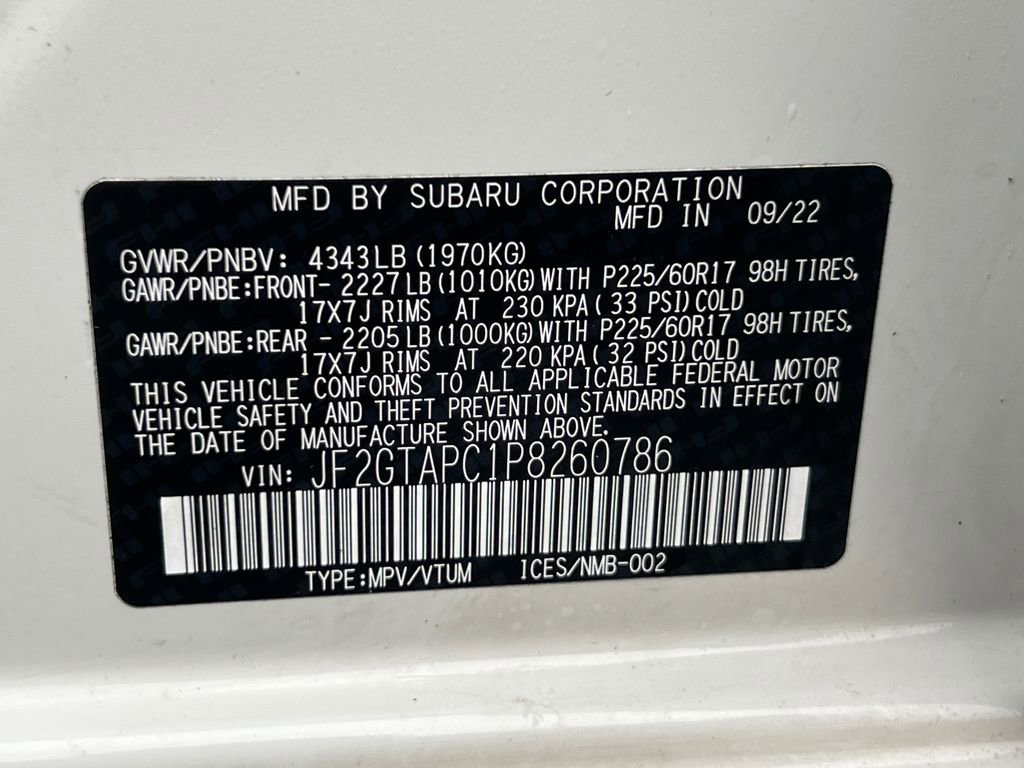 MFD BY SUBARU CORPORATION
MFD IN 09/22
GVWR/PNBV: 4343LB (1970KG)
GAWR/PNBE:FRONT- 2227LB (1010KG)WITH P225/60R17 98H TIRES,
17X7J RIMS AT 230 KPA( 33 PSI)COLD
GAWR/PNBE:REAR - 2205LB (1000KG)WITH P225/60R17 98H TIRES,
17X7J RIMS AT 220 KPA( 32 PSI)COLD
THIS VEHICLE CONFORMS TO ALL APPLICABLE FEDERAL MOTOR
VEHICLE SAFETY AND THEFT PREVENTION STANDARDS IN EFFECT ON
THE DATE OF MANUFACTURE SHOWN ABOVE.
VIN: JF2GTAPC1P8260786
TYPE:MPV/VTUM ICES/NMB-002